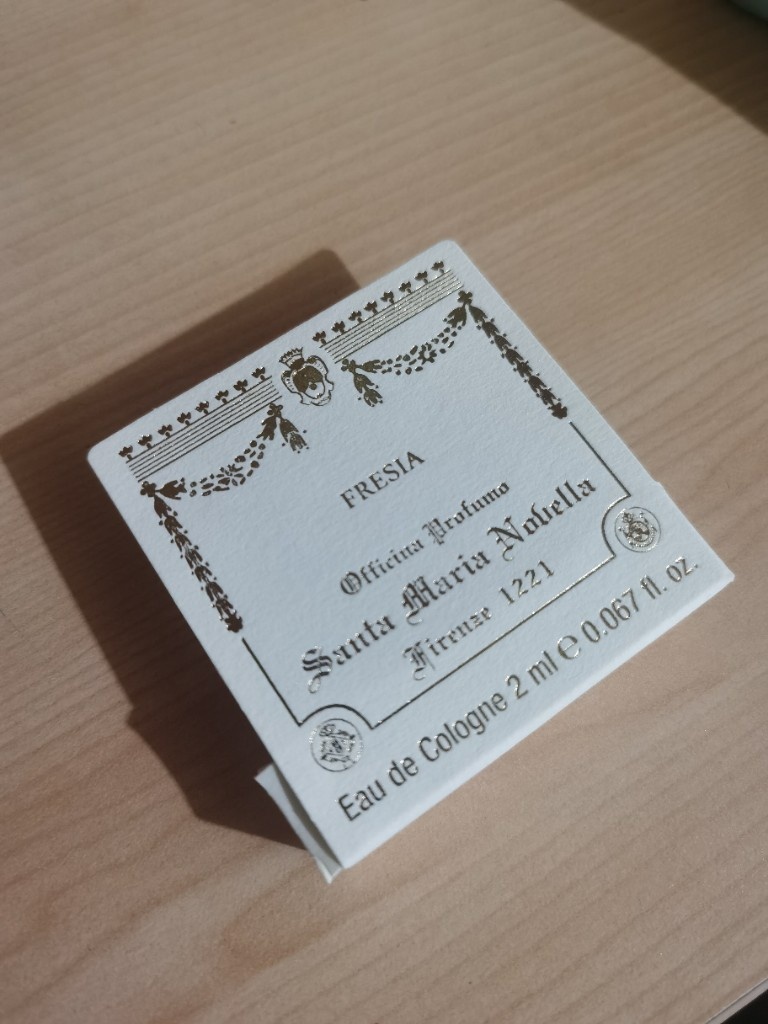 FRESIA
Officina Profumo
Santa Maria Novella
Firenze 1221
Eau de Cologne 2 ml ℮ 0.067 fl. oz.